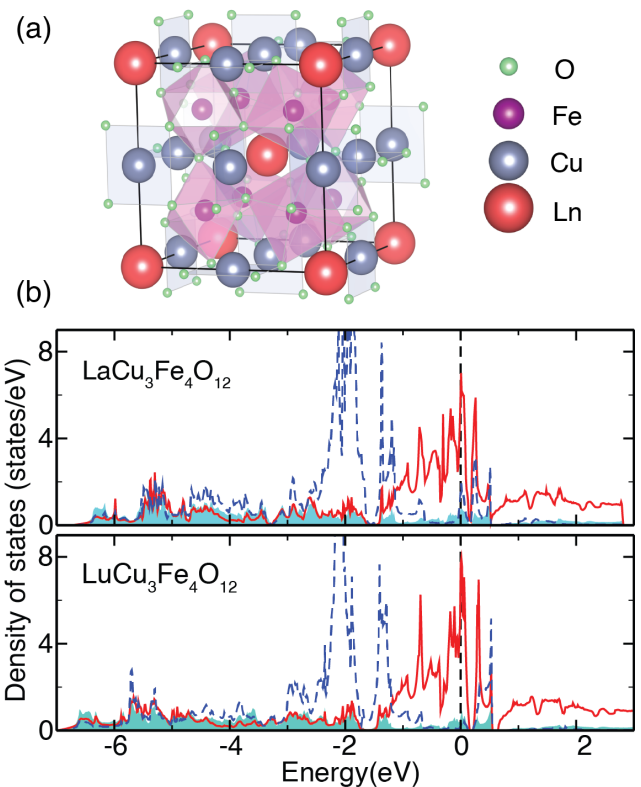 (a)
O
Fe
Cu
Ln
(b)
Density of states (states/eV)
8
LaCu₃Fe₄O₁₂
4
0
8
LuCu₃Fe₄O₁₂
4
0
-6 -4 -2 0 2
Energy(eV)